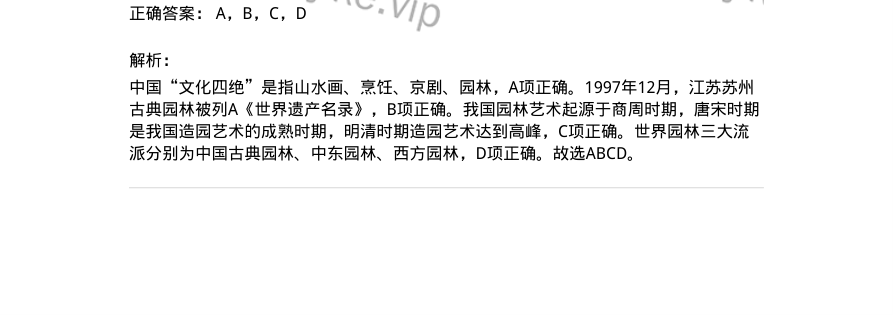 正确答案： A，B，C，D
解析：
中国“文化四绝”是指山水画、烹饪、京剧、园林，A项正确。1997年12月，江苏苏州
古典园林被列A《世界遗产名录》，B项正确。我国园林艺术起源于商周时期，唐宋时期
是我国造园艺术的成熟时期，明清时期造园艺术达到高峰，C项正确。世界园林三大流
派分别为中国古典园林、中东园林、西方园林，D项正确。故选ABCD。